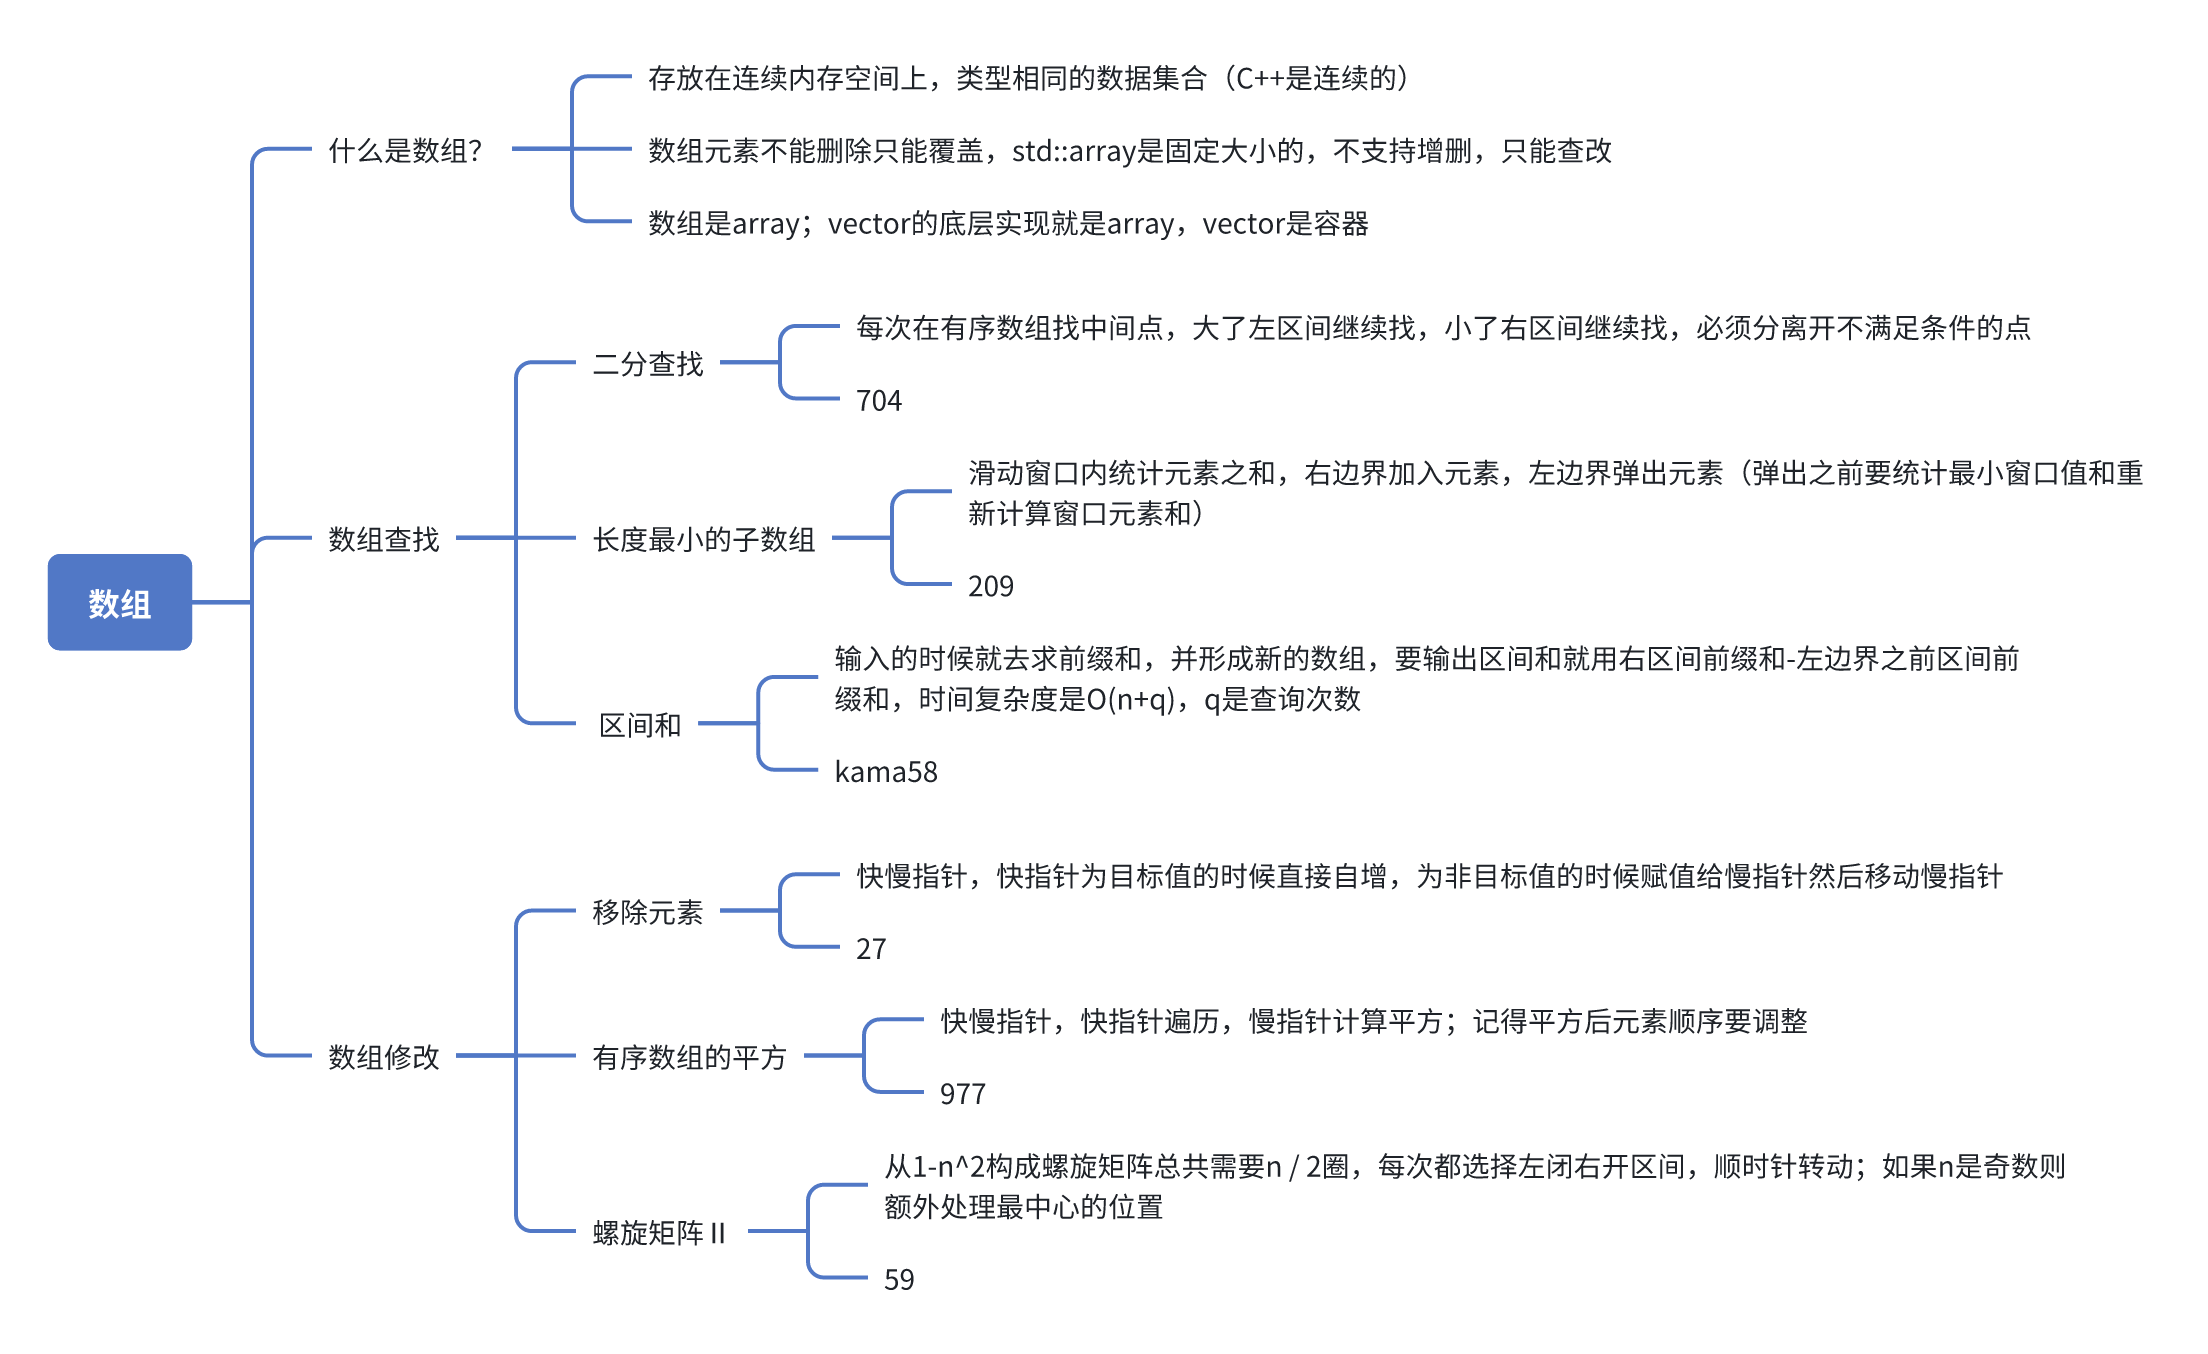 数组
什么是数组？
存放在连续内存空间上，类型相同的数据集合（C++是连续的）
数组元素不能删除只能覆盖，std::array是固定大小的，不支持增删，只能查改
数组是array；vector的底层实现就是array，vector是容器
数组查找
二分查找
每次在有序数组找中间点，大了左区间继续找，小了右区间继续找，必须分离开不满足条件的点
704
长度最小的子数组
滑动窗口内统计元素之和，右边界加入元素，左边界弹出元素（弹出之前要统计最小窗口值和重
新计算窗口元素和）
209
区间和
输入的时候就去求前缀和，并形成新的数组，要输出区间和就用右区间前缀和-左边界之前区间前
缀和，时间复杂度是O(n+q)，q是查询次数
kama58
数组修改
移除元素
快慢指针，快指针为目标值的时候直接自增，为非目标值的时候赋值给慢指针然后移动慢指针
27
有序数组的平方
快慢指针，快指针遍历，慢指针计算平方；记得平方后元素顺序要调整
977
螺旋矩阵 II
从1-n^2构成螺旋矩阵总共需要n / 2圈，每次都选择左闭右开区间，顺时针转动；如果n是奇数则
额外处理最中心的位置
59